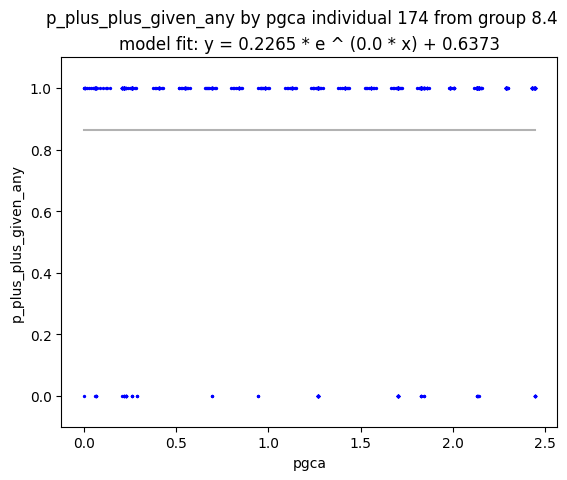 p_plus_plus_given_any by pgca individual 174 from group 8.4
model fit: y = 0.2265 * e ^ (0.0 * x) + 0.6373
1.0
0.8
0.6
0.4
0.2
0.0
p_plus_plus_given_any
0.0 0.5 1.0 1.5 2.0 2.5
pgca